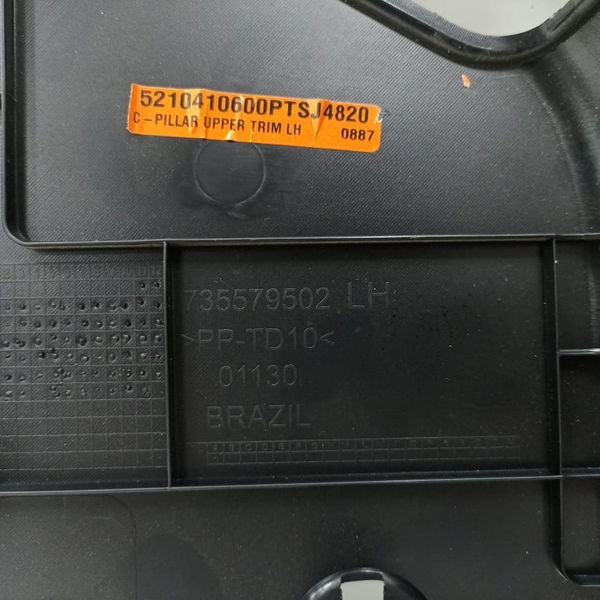 5210410600PTSJ4820
C-PILLAR UPPER TRIM LH 0887
735579502 LH
>PP-TD10<
01130
BRAZIL